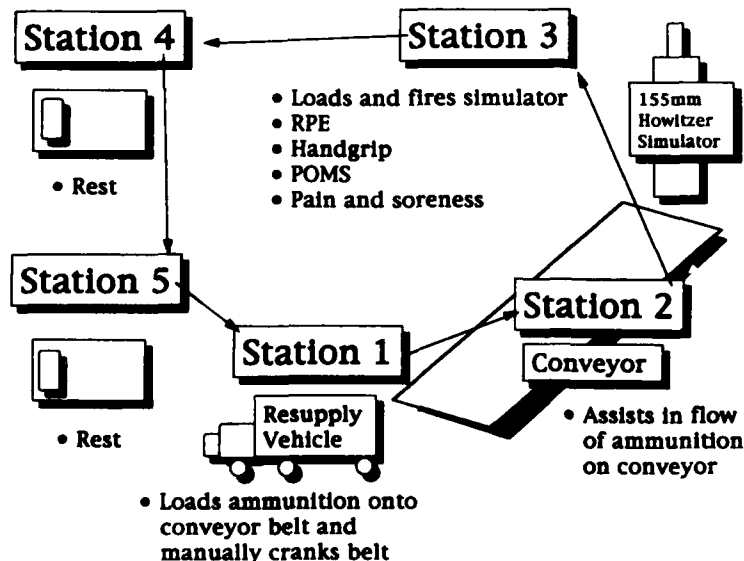 Station 4
Station 3
• Loads and fires simulator
• RPE
• Handgrip
• POMS
• Pain and soreness
155mm
Howitzer
Simulator
• Rest
Station 5
Station 2
Station 1
Conveyor
• Rest
Resupply
Vehicle
• Assists in flow
of ammunition
on conveyor
• Loads ammunition onto
conveyor belt and
manually cranks belt